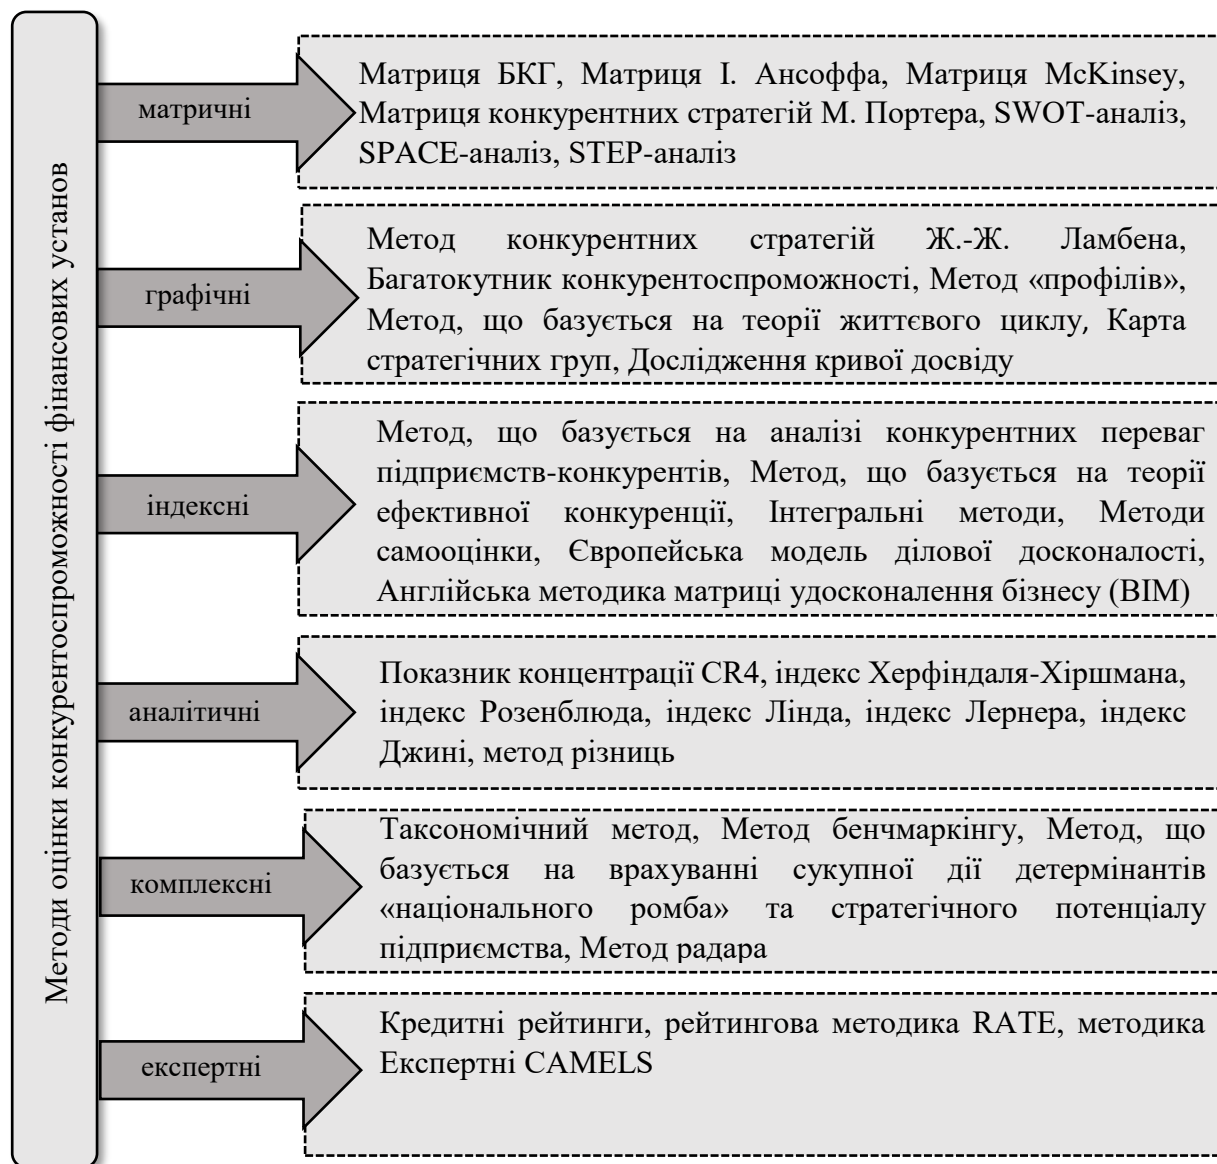 Методи оцінки конкурентоспроможності фінансових установ
матричні
Матриця БКГ, Матриця І. Ансоффа, Матриця McKinsey,
Матриця конкурентних стратегій М. Портера, SWOT-аналіз,
SPACE-аналіз, STEP-аналіз
графічні
Метод конкурентних стратегій Ж.-Ж. Ламбена,
Багатокутник конкурентоспроможності, Метод «профілів»,
Метод, що базується на теорії життєвого циклу, Карта
стратегічних груп, Дослідження кривої досвіду
індексні
Метод, що базується на аналізі конкурентних переваг
підприємств-конкурентів, Метод, що базується на теорії
ефективної конкуренції, Інтегральні методи, Методи
самооцінки, Європейська модель ділової досконалості,
Англійська методика матриці удосконалення бізнесу (BIM)
аналітичні
Показник концентрації CR4, індекс Херфіндаля-Хіршмана,
індекс Розенблюда, індекс Лінда, індекс Лернера, індекс
Джині, метод різниць
комплексні
Таксономічний метод, Метод бенчмаркінгу, Метод, що
базується на врахуванні сукупної дії детермінантів
«національного ромба» та стратегічного потенціалу
підприємства, Метод радара
експертні
Кредитні рейтинги, рейтингова методика RATE, методика
Експертні CAMELS